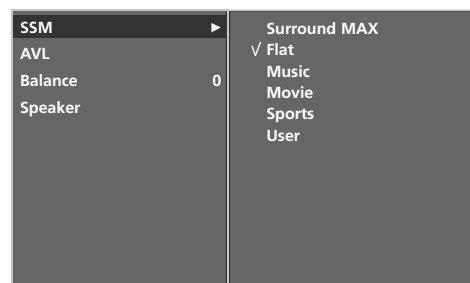 SSM ►
AVL
Balance 0
Speaker
Surround MAX
√ Flat
Music
Movie
Sports
User